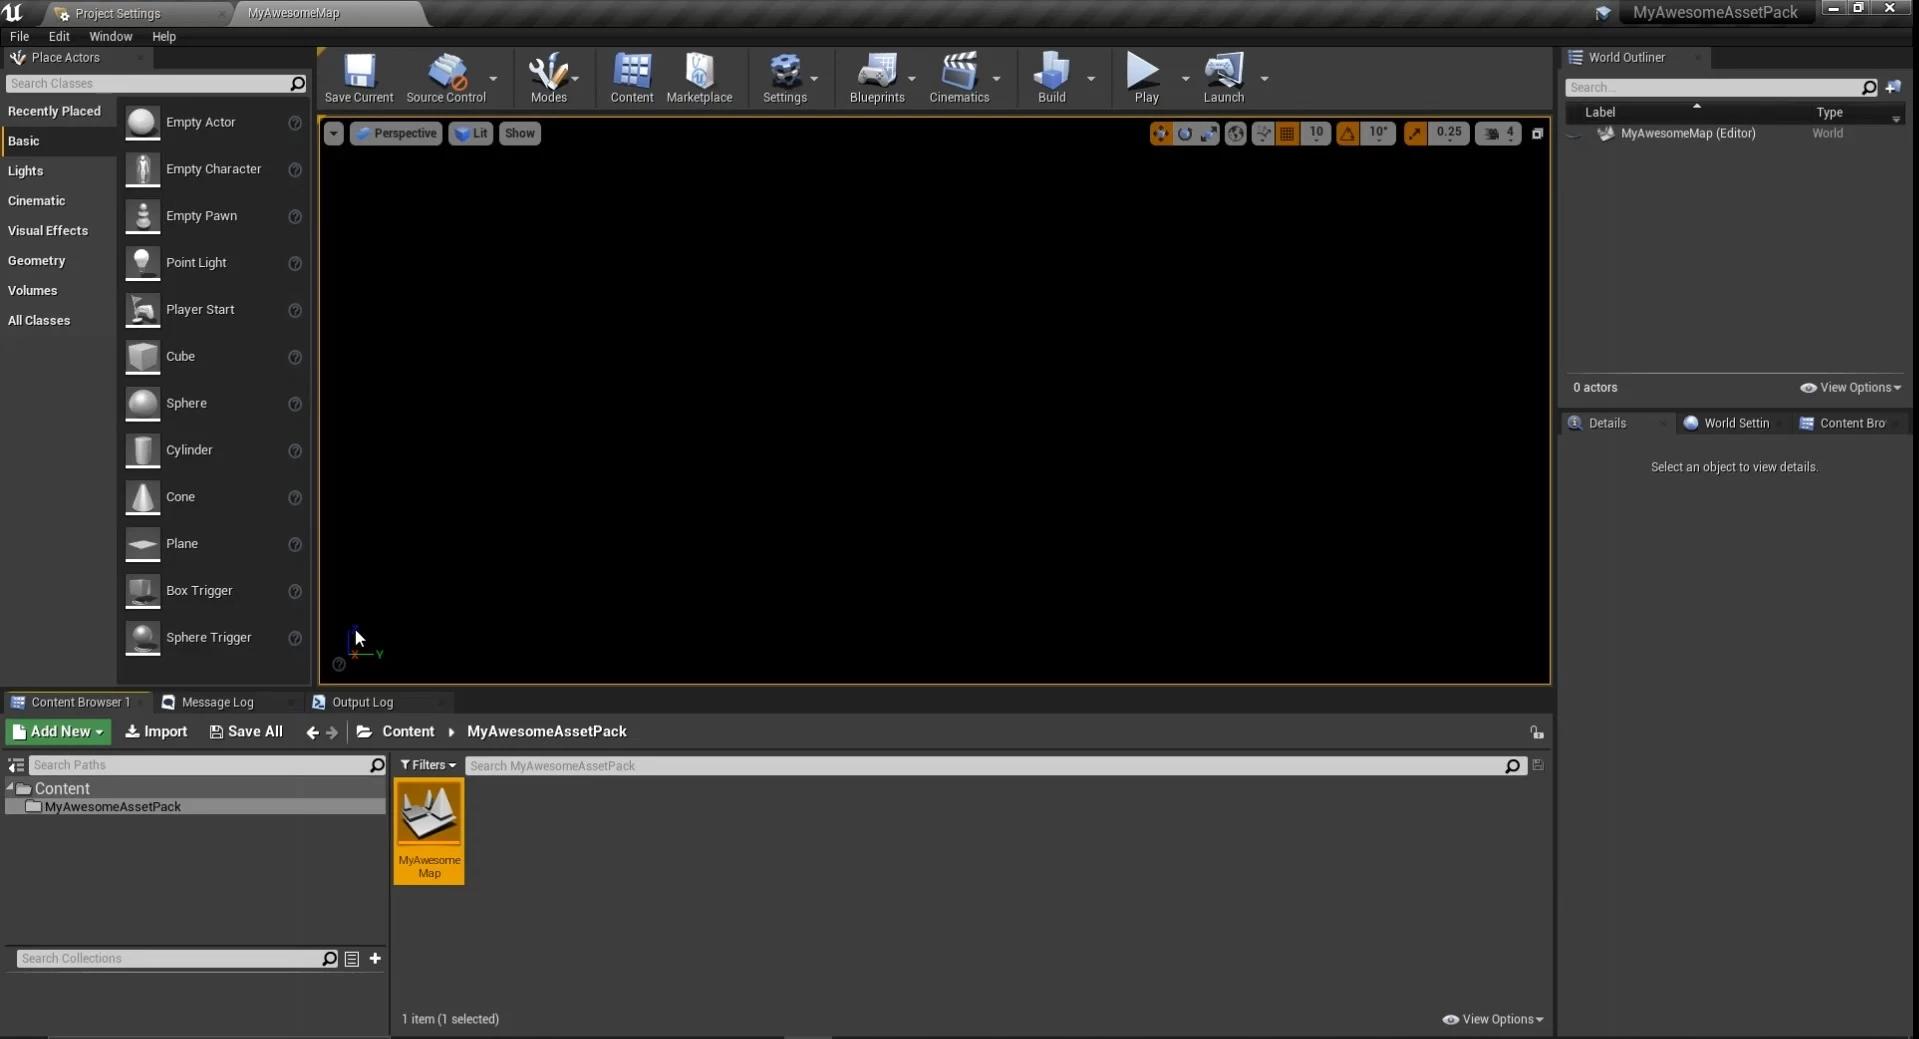 Project Settings
MyAwesomeMap
MyAwesomeAssetPack
File
Edit
Window
Help
Place Actors
Search Classes
Recently Placed
Basic
Lights
Cinematic
Visual Effects
Geometry
Volumes
All Classes
Empty Actor
Empty Character
Empty Pawn
Point Light
Player Start
Cube
Sphere
Cylinder
Cone
Plane
Box Trigger
Sphere Trigger
Save Current
Source Control
Modes
Content
Marketplace
Settings
Blueprints
Cinematics
Build
Play
Launch
Perspective
Lit
Show
10
10°
0.25
4
X
Y
World Outliner
Search...
Label
Type
MyAwesomeMap (Editor)
World
0 actors
View Options
Details
World Settin
Content Bro
Select an object to view details.
Content Browser 1
Message Log
Output Log
Add New
Import
Save All
Content
MyAwesomeAssetPack
Search Paths
Content
MyAwesomeAssetPack
Search Collections
Filters
Search MyAwesomeAssetPack
MyAwesome
Map
1 item (1 selected)
View Options